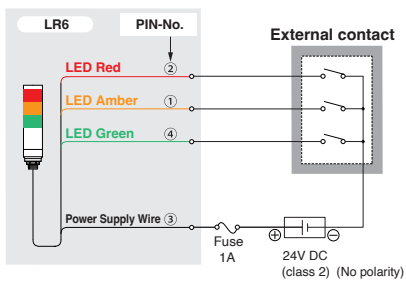 LR6
PIN-No.
External contact
LED Red ②
LED Amber ①
LED Green ④
Power Supply Wire ③
Fuse
1A
⊕ ⊖
24V DC
(class 2) (No polarity)